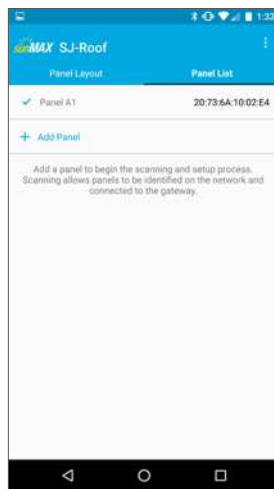 1:32
sunMAX SJ-Roof
Panel Layout Panel List
Panel A1 20:73:6A:10:02:E4
+ Add Panel
Add a panel to begin the scanning and setup process.
Scanning allows panels to be identified on the network and
connected to the gateway.